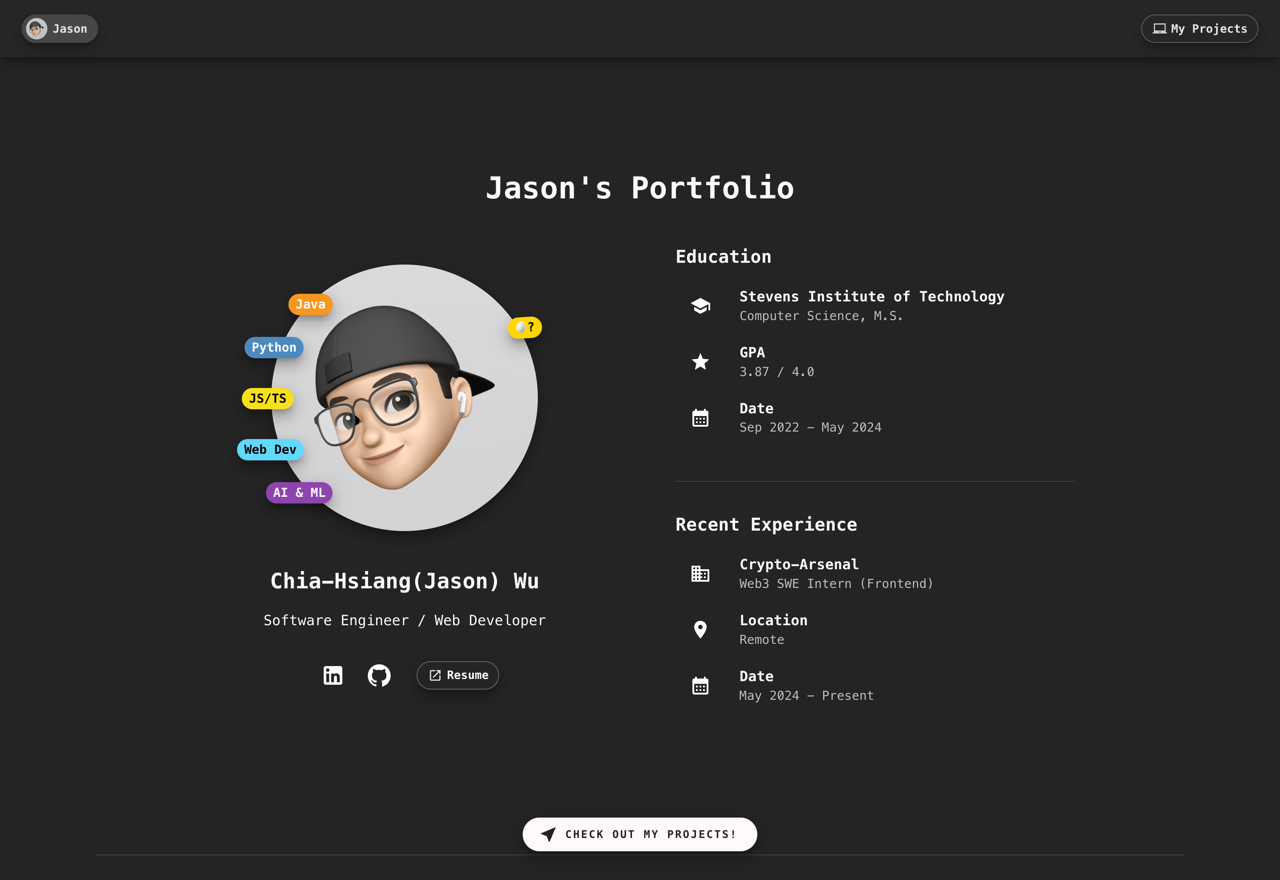 Jason
My Projects
Jason's Portfolio
Java
Python
JS/TS
Web Dev
AI & ML
🥚?
Chia-Hsiang(Jason) Wu
Software Engineer / Web Developer
Resume
Education
Stevens Institute of Technology
Computer Science, M.S.
GPA
3.87 / 4.0
Date
Sep 2022 - May 2024
Recent Experience
Crypto-Arsenal
Web3 SWE Intern (Frontend)
Location
Remote
Date
May 2024 - Present
CHECK OUT MY PROJECTS!